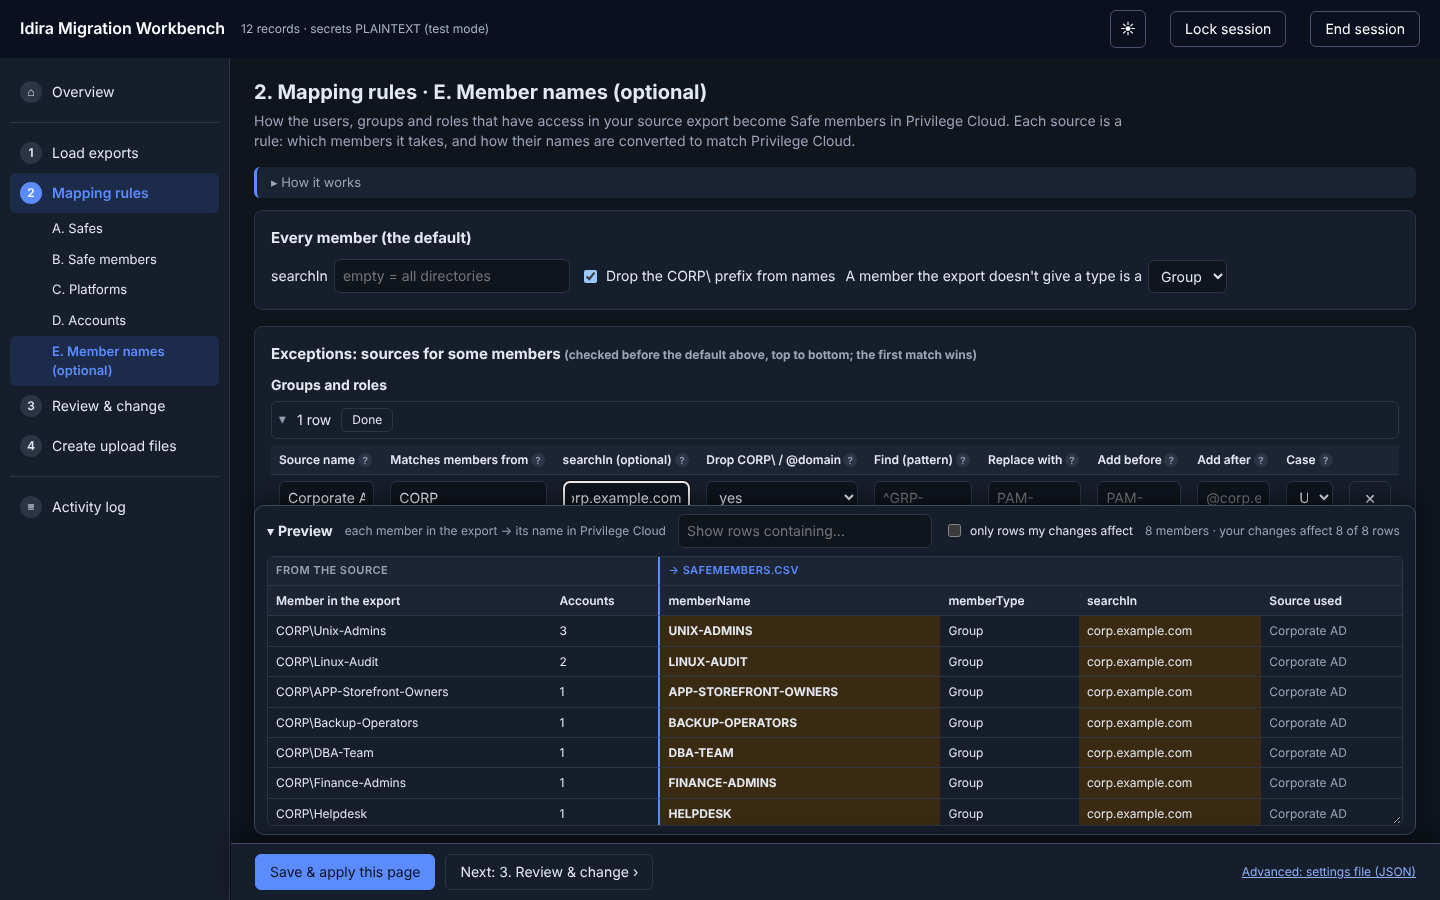 Idira Migration Workbench
12 records · secrets PLAINTEXT (test mode)
☀
Lock session
End session
⌂ Overview
1 Load exports
2 Mapping rules
A. Safes
B. Safe members
C. Platforms
D. Accounts
E. Member names
(optional)
3 Review & change
4 Create upload files
≡ Activity log
2. Mapping rules · E. Member names (optional)
How the users, groups and roles that have access in your source export become Safe members in Privilege Cloud. Each source is a
rule: which members it takes, and how their names are converted to match Privilege Cloud.
▸ How it works
Every member (the default)
searchIn empty = all directories Drop the CORP\ prefix from names A member the export doesn't give a type is a Group
Exceptions: sources for some members (checked before the default above, top to bottom; the first match wins)
Groups and roles
▾ 1 row Done
Source name ? Matches members from ? searchIn (optional) ? Drop CORP\ / @domain ? Find (pattern) ? Replace with ? Add before ? Add after ? Case ?
Corporate A CORP orp.example.com yes ^GRP- PAM- PAM- @corp.e U ✕
▾ Preview each member in the export → its name in Privilege Cloud Show rows containing... only rows my changes affect 8 members · your changes affect 8 of 8 rows
FROM THE SOURCE → SAFEMEMBERS.CSV
Member in the export Accounts memberName memberType searchIn Source used
CORP\Unix-Admins 3 UNIX-ADMINS Group corp.example.com Corporate AD
CORP\Linux-Audit 2 LINUX-AUDIT Group corp.example.com Corporate AD
CORP\APP-Storefront-Owners 1 APP-STOREFRONT-OWNERS Group corp.example.com Corporate AD
CORP\Backup-Operators 1 BACKUP-OPERATORS Group corp.example.com Corporate AD
CORP\DBA-Team 1 DBA-TEAM Group corp.example.com Corporate AD
CORP\Finance-Admins 1 FINANCE-ADMINS Group corp.example.com Corporate AD
CORP\Helpdesk 1 HELPDESK Group corp.example.com Corporate AD
Save & apply this page
Next: 3. Review & change ›
Advanced: settings file (JSON)